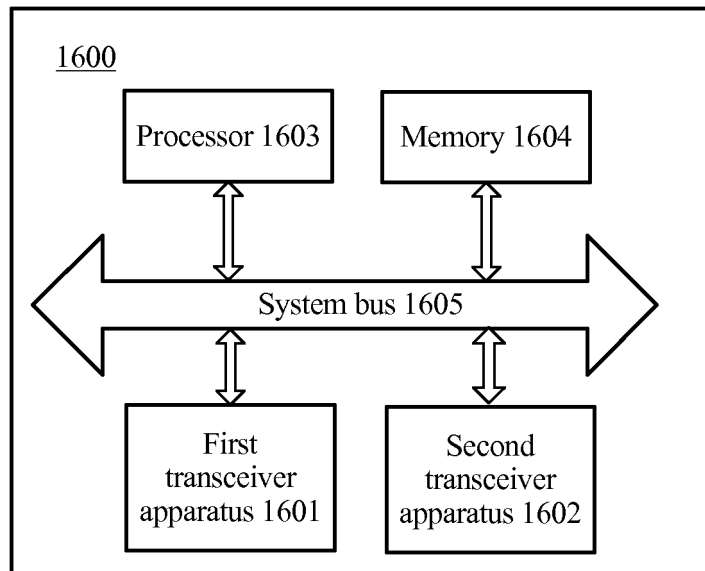 1600
Processor 1603
Memory 1604
System bus 1605
First
transceiver
apparatus 1601
Second
transceiver
apparatus 1602